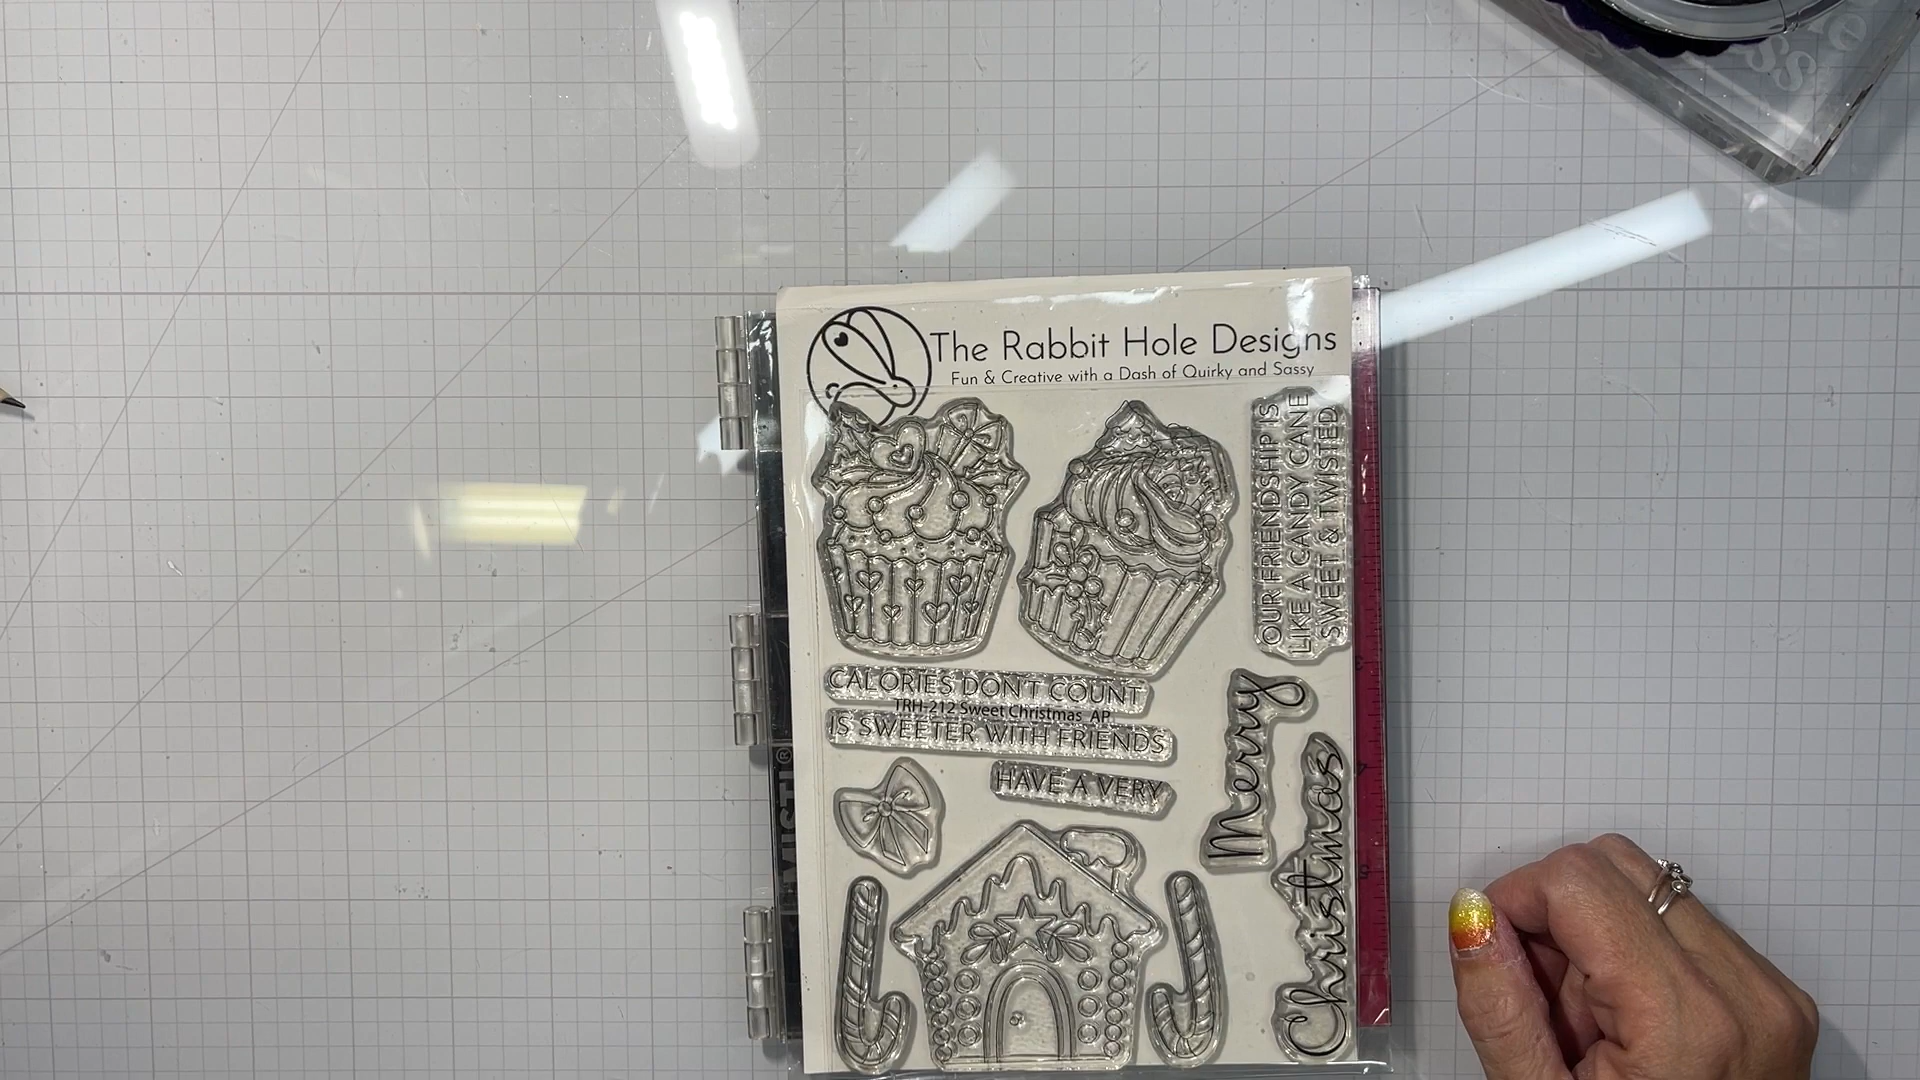 The Rabbit Hole Designs
Fun & Creative with a Dash of Quirky and Sassy
OUR FRIENDSHIP IS
LIKE A CANDY CANE
SWEET & TWISTED
CALORIES DON'T COUNT
TRH-212 Sweet Christmas AP
IS SWEETER WITH FRIENDS
HAVE A VERY
Merry
Christmas
MISTI®